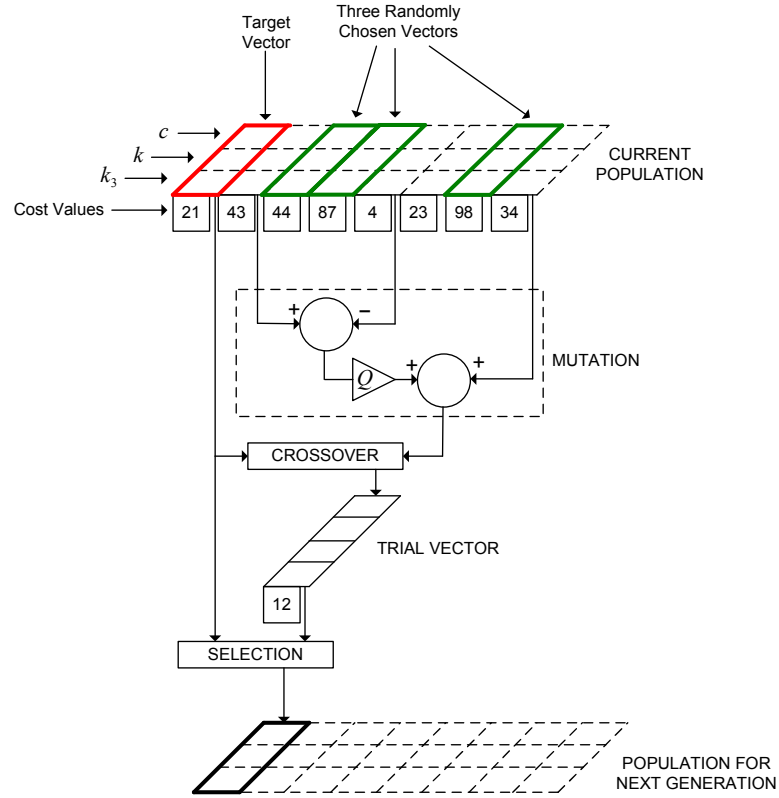 Target
Vector
Three Randomly
Chosen Vectors
c
k
k3
CURRENT
POPULATION
Cost Values
21 43 44 87 4 23 98 34
+ −
MUTATION
Q + +
CROSSOVER
TRIAL VECTOR
12
SELECTION
POPULATION FOR
NEXT GENERATION